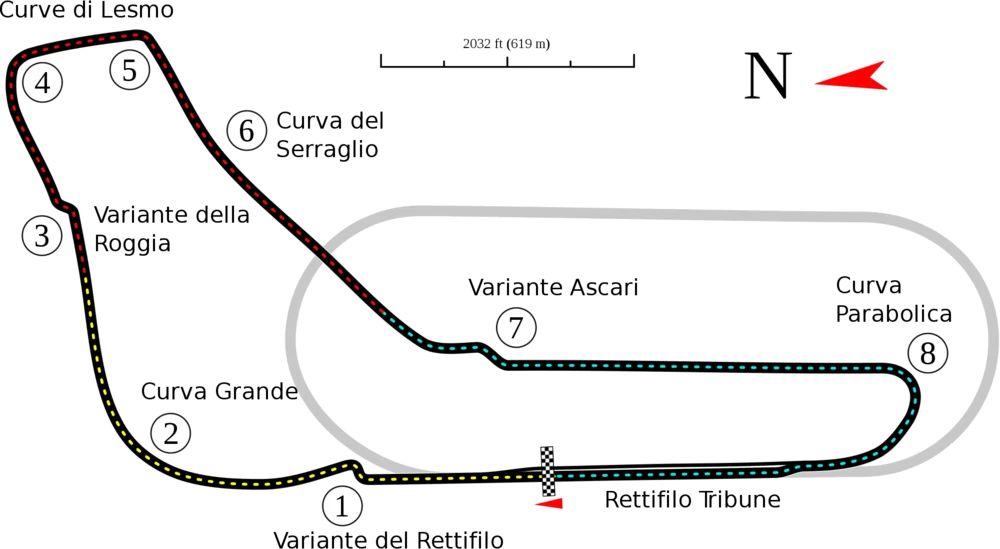 Curve di Lesmo
2032 ft (619 m)
N
4
5
6
Curva del
Serraglio
3
Variante della
Roggia
Variante Ascari
7
Curva
Parabolica
8
Curva Grande
2
1
Rettifilo Tribune
Variante del Rettifilo